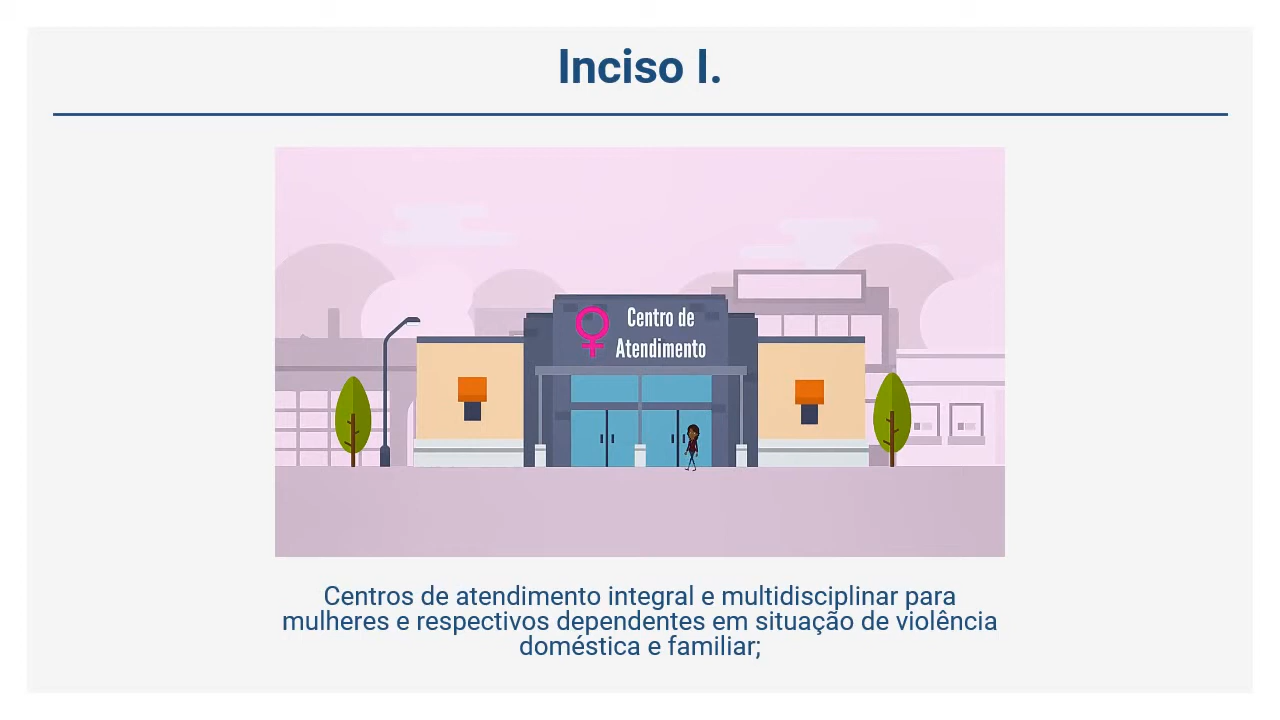 Inciso I.
Centro de
Atendimento
Centros de atendimento integral e multidisciplinar para
mulheres e respectivos dependentes em situação de violência
doméstica e familiar;